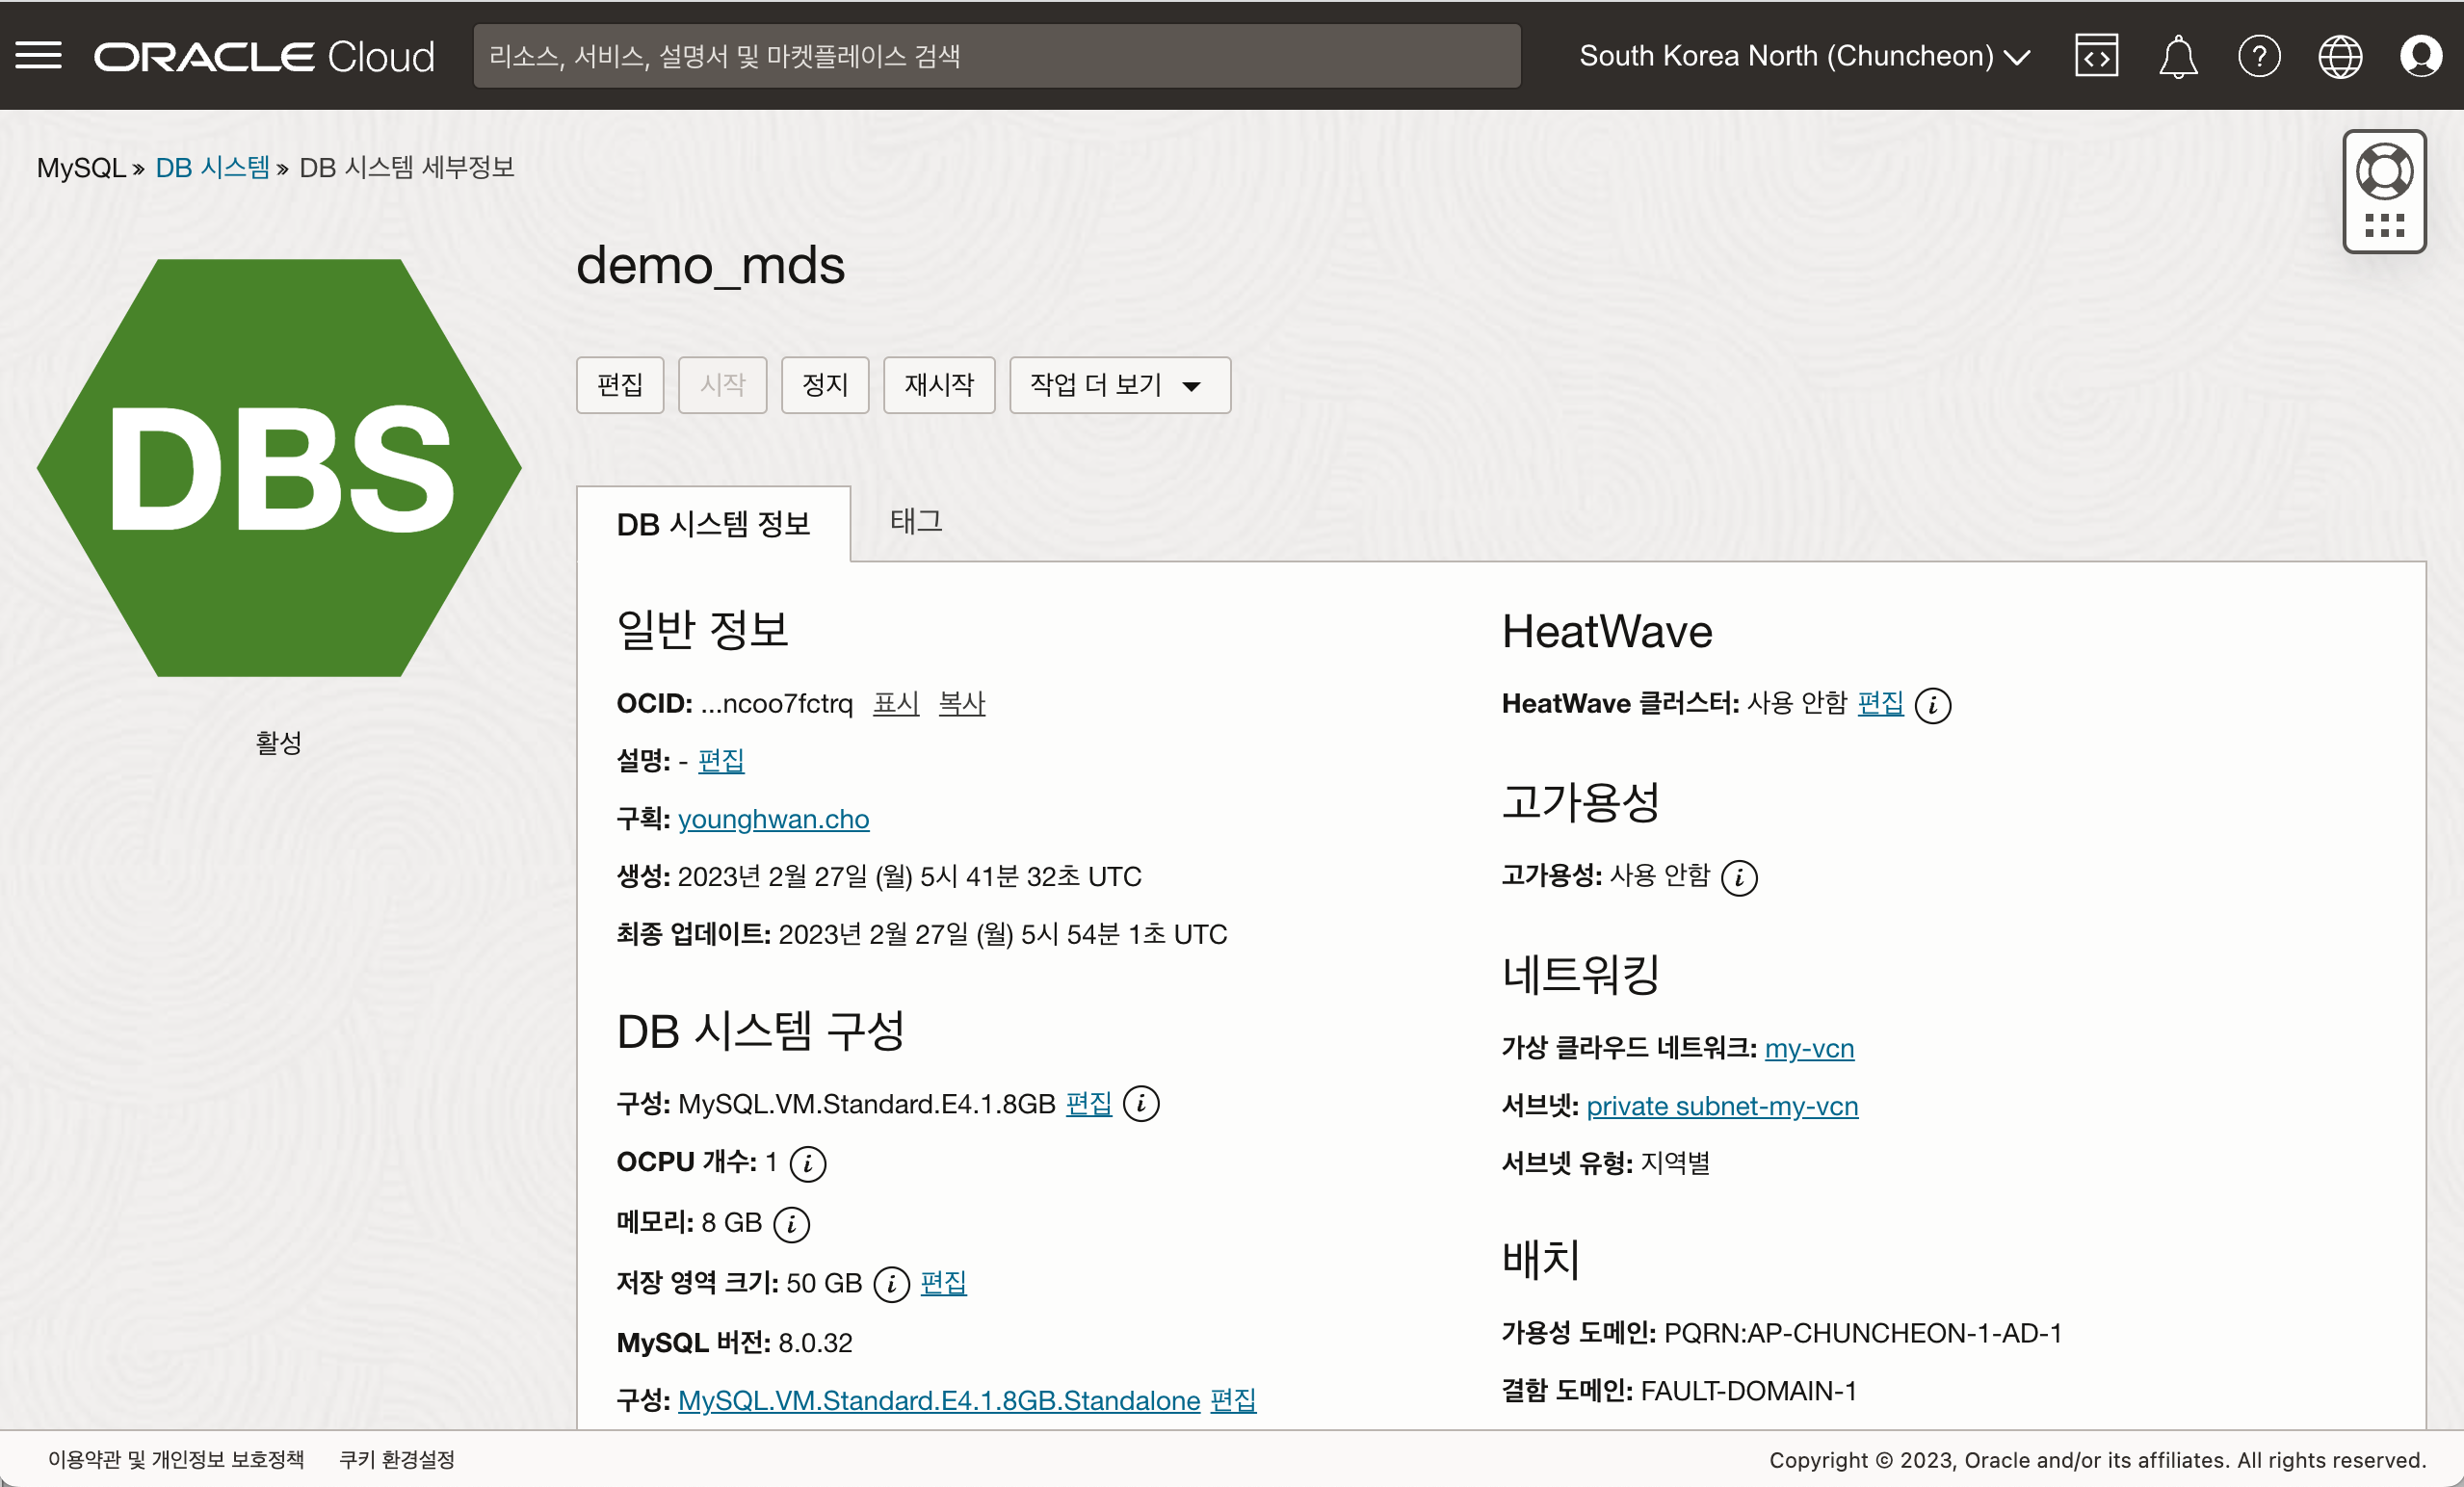 ORACLE Cloud
리소스, 서비스, 설명서 및 마켓플레이스 검색
South Korea North (Chuncheon)
MySQL » DB 시스템 » DB 시스템 세부정보
DBS
활성
demo_mds
편집 시작 정지 재시작 작업 더 보기
DB 시스템 정보 태그
일반 정보
OCID: ...ncoo7fctrq 표시 복사
설명: - 편집
구획: younghwan.cho
생성: 2023년 2월 27일 (월) 5시 41분 32초 UTC
최종 업데이트: 2023년 2월 27일 (월) 5시 54분 1초 UTC
DB 시스템 구성
구성: MySQL.VM.Standard.E4.1.8GB 편집
OCPU 개수: 1
메모리: 8 GB
저장 영역 크기: 50 GB 편집
MySQL 버전: 8.0.32
구성: MySQL.VM.Standard.E4.1.8GB.Standalone 편집
HeatWave
HeatWave 클러스터: 사용 안함 편집
고가용성
고가용성: 사용 안함
네트워킹
가상 클라우드 네트워크: my-vcn
서브넷: private subnet-my-vcn
서브넷 유형: 지역별
배치
가용성 도메인: PQRN:AP-CHUNCHEON-1-AD-1
결함 도메인: FAULT-DOMAIN-1
이용약관 및 개인정보 보호정책 쿠키 환경설정
Copyright © 2023, Oracle and/or its affiliates. All rights reserved.